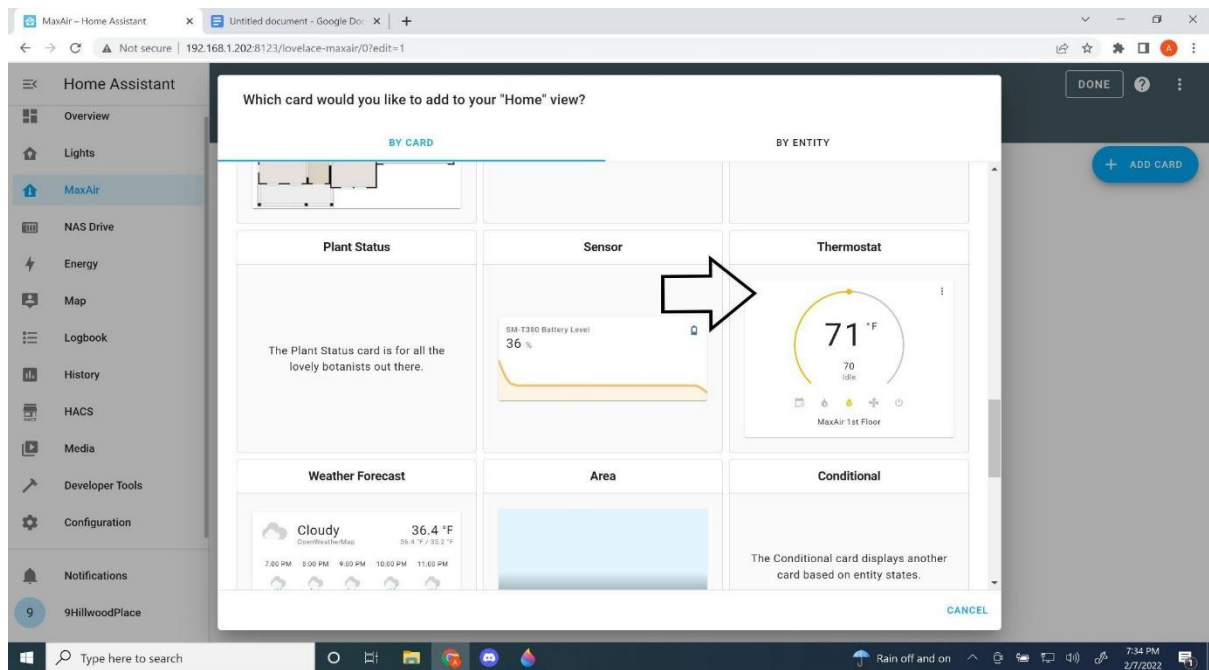 MaxAir – Home Assistant
Untitled document - Google Doc
Not secure
192.168.1.202:8123/lovelace-maxair/0?edit=1
A
Home Assistant
DONE
Overview
Lights
MaxAir
NAS Drive
Energy
Map
Logbook
History
HACS
Media
Developer Tools
Configuration
Notifications
9
9HillwoodPlace
ADD CARD
Which card would you like to add to your "Home" view?
BY CARD
BY ENTITY
Plant Status
The Plant Status card is for all the
lovely botanists out there.
Sensor
SM-T380 Battery Level
36 %
Thermostat
71 °F
70
Idle
MaxAir 1st Floor
Weather Forecast
Cloudy
OpenWeatherMap
36.4 °F
36.4 °F / 35.2 °F
7:00 PM 8:00 PM 9:00 PM 10:00 PM 11:00 PM
Area
Conditional
The Conditional card displays another
card based on entity states.
CANCEL
Type here to search
Rain off and on
7:34 PM
2/7/2022